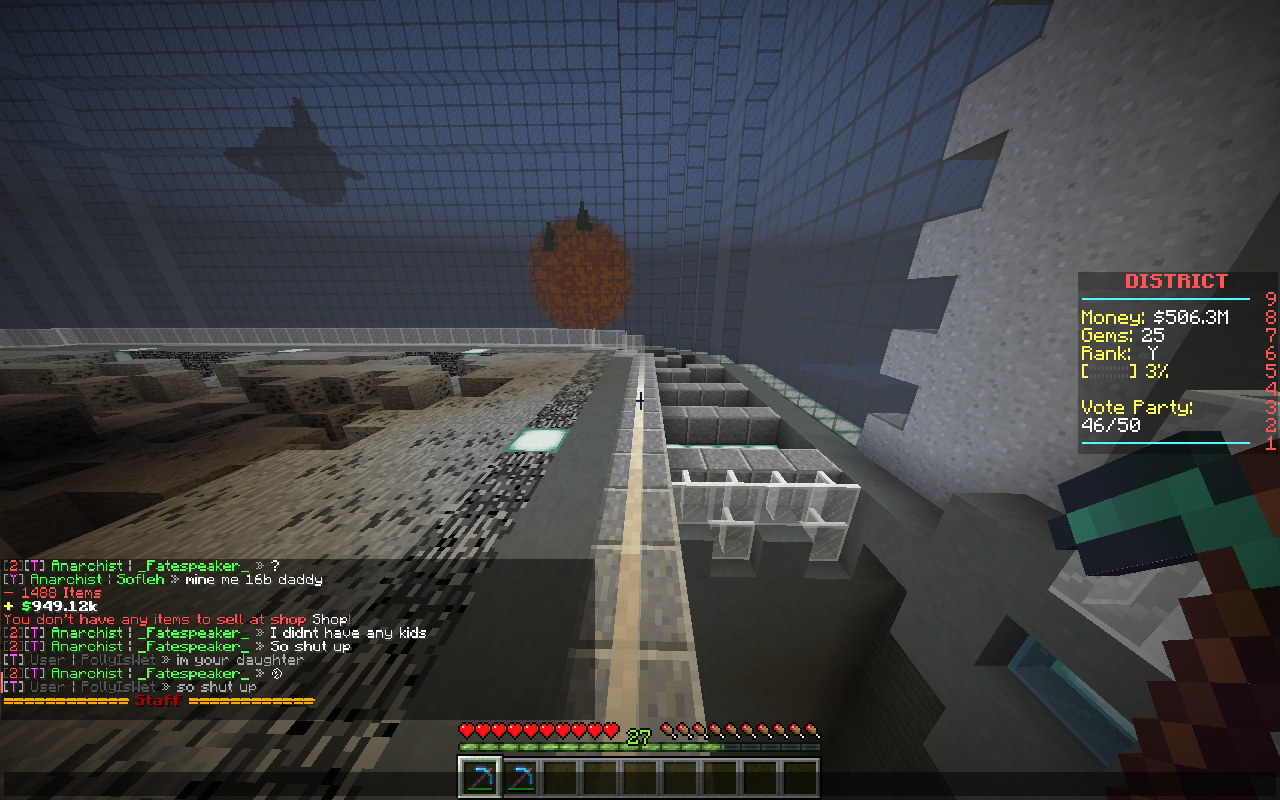 DISTRICT
9
Money: $506.3M 8
Gems: 25 7
Rank: Y 6
[ ] 3% 5
4
Vote Party: 3
46/50 2
1
[2][T] Anarchist | _Fatespeaker_ » ?
[Y] Anarchist | Sofleh » mine me 16b daddy
- 1488 Items
+ $949.12k
You don't have any items to sell at shop Shop!
[2][T] Anarchist | _Fatespeaker_ » I didnt have any kids
[2][T] Anarchist | _Fatespeaker_ » So shut up
[T] User | PollyIsWet » im your daughter
[2][T] Anarchist | _Fatespeaker_ »
[T] User | PollyIsWet » so shut up
============ Staff ============
27